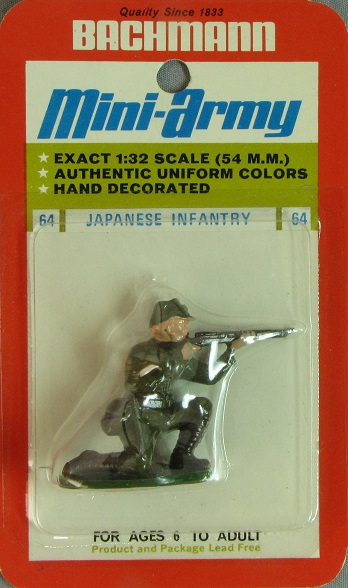 Quality Since 1833
BACHMANN
Mini-Army
★ EXACT 1:32 SCALE (54 M.M.)
★ AUTHENTIC UNIFORM COLORS
★ HAND DECORATED
64 JAPANESE INFANTRY 64
FOR AGES 6 TO ADULT
Product and Package Lead Free